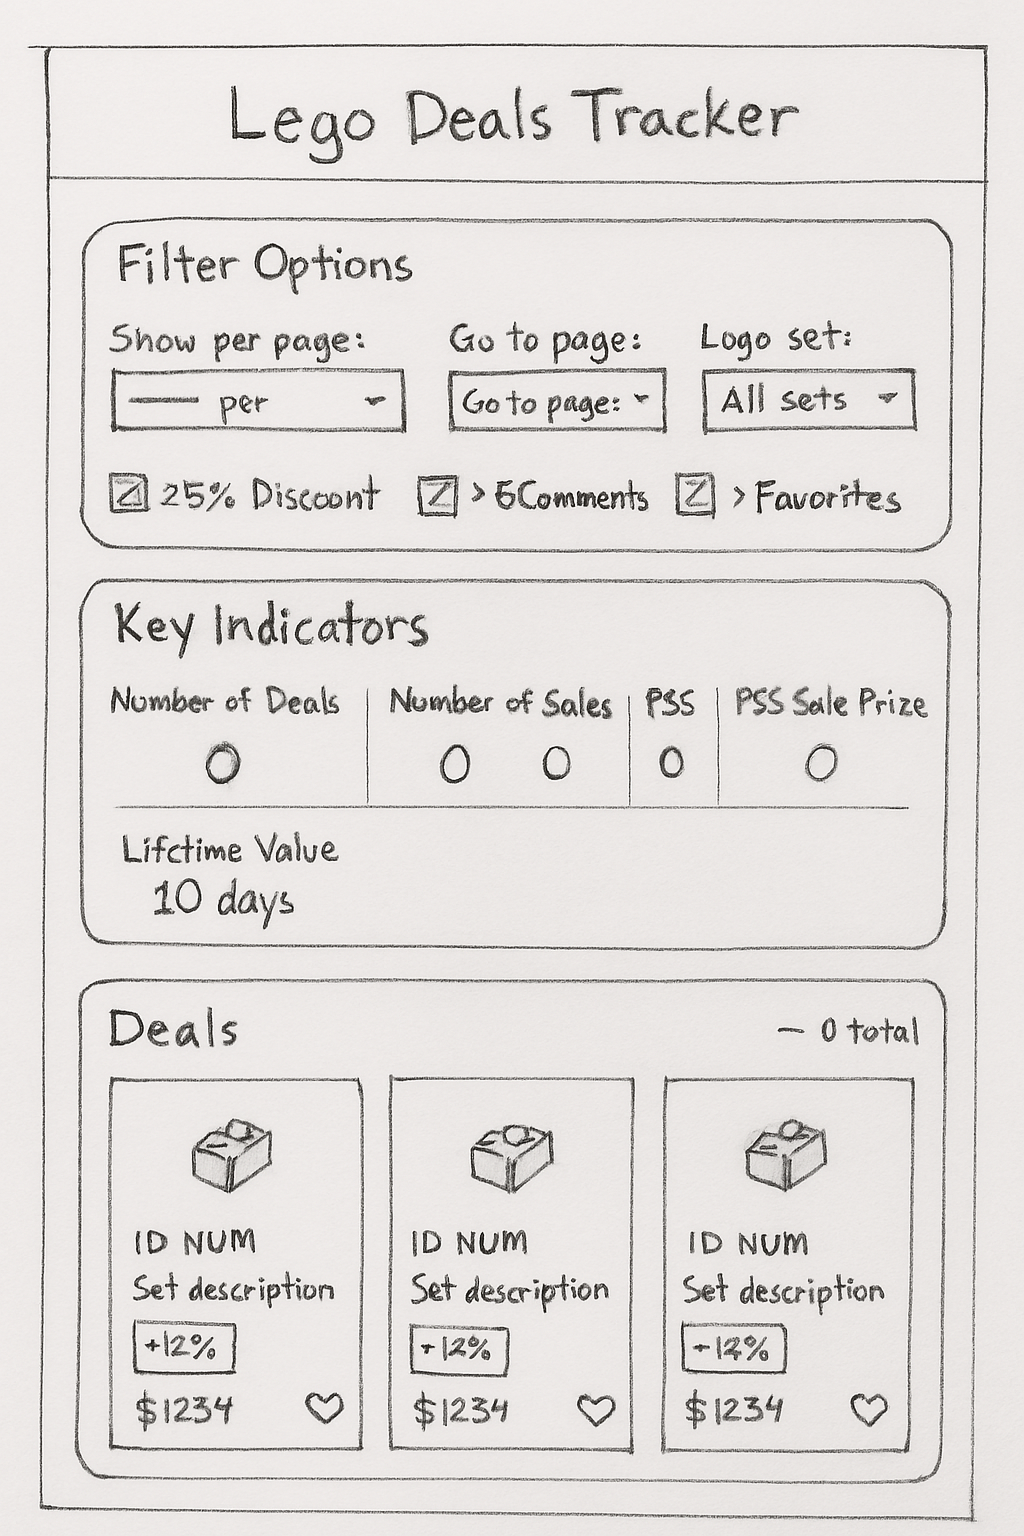 Lego Deals Tracker
Filter Options
Show per page: Go to page: Logo set:
per Go to page: All sets
25% Discount > 6Comments > Favorites
Key Indicators
Number of Deals Number of Sales PSS PSS Sale Prize
0 0 0 0 0
Lifctime Value
10 days
Deals — 0 total
ID NUM ID NUM ID NUM
Set description Set description Set description
+12% -12% -12%
$1234 $1234 $1234